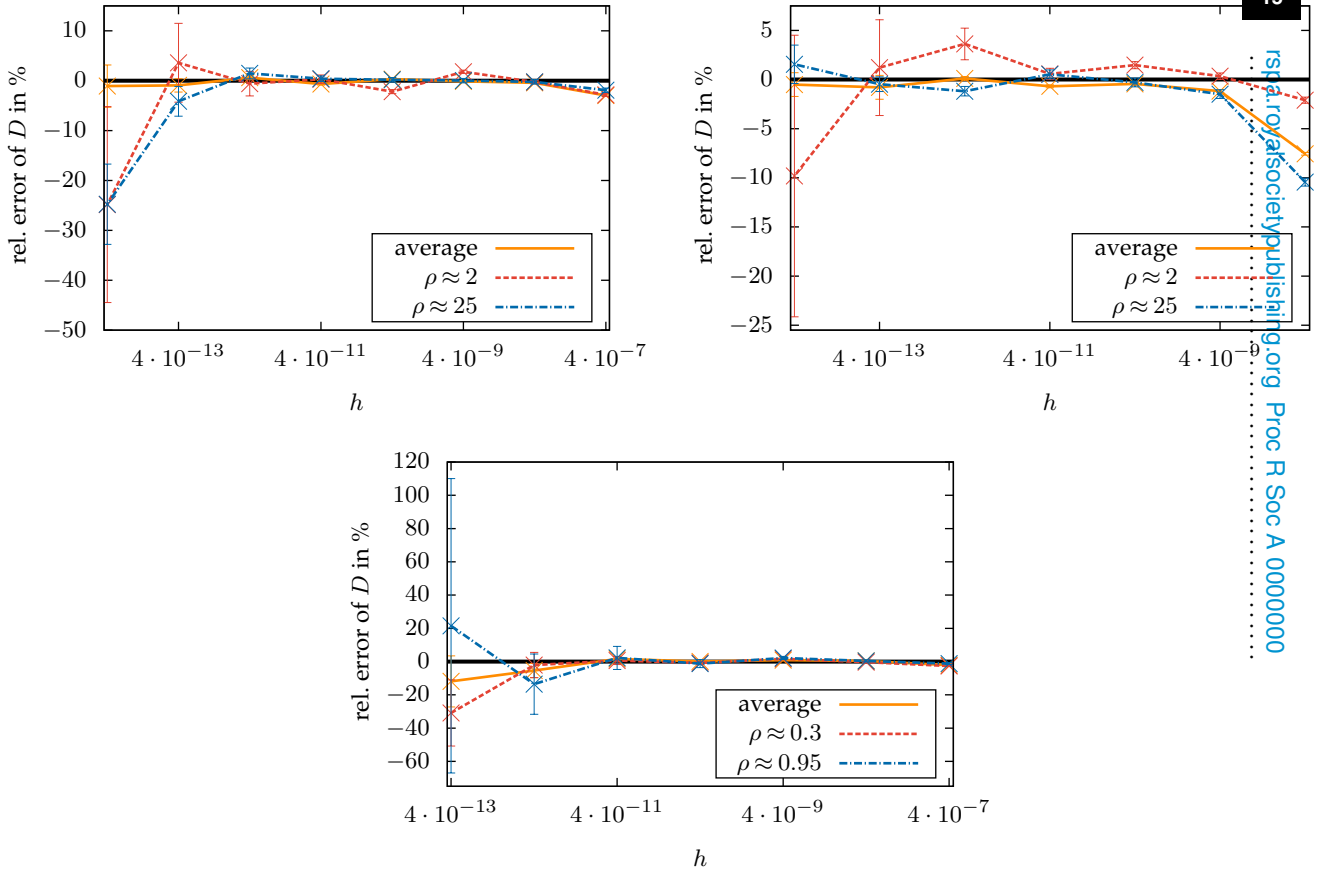 10
0
−10
−20
−30
−40
−50
rel. error of D in %
average
ρ ≈ 2
ρ ≈ 25
4 · 10⁻¹³
4 · 10⁻¹¹
4 · 10⁻⁹
4 · 10⁻⁷
h
5
0
−5
−10
−15
−20
−25
rel. error of D in %
average
ρ ≈ 2
ρ ≈ 25
4 · 10⁻¹³
4 · 10⁻¹¹
4 · 10⁻⁹
h
rspa.royalsocietypublishing.org Proc R Soc A 0000000
120
100
80
60
40
20
0
−20
−40
−60
rel. error of D in %
average
ρ ≈ 0.3
ρ ≈ 0.95
4 · 10⁻¹³
4 · 10⁻¹¹
4 · 10⁻⁹
4 · 10⁻⁷
h